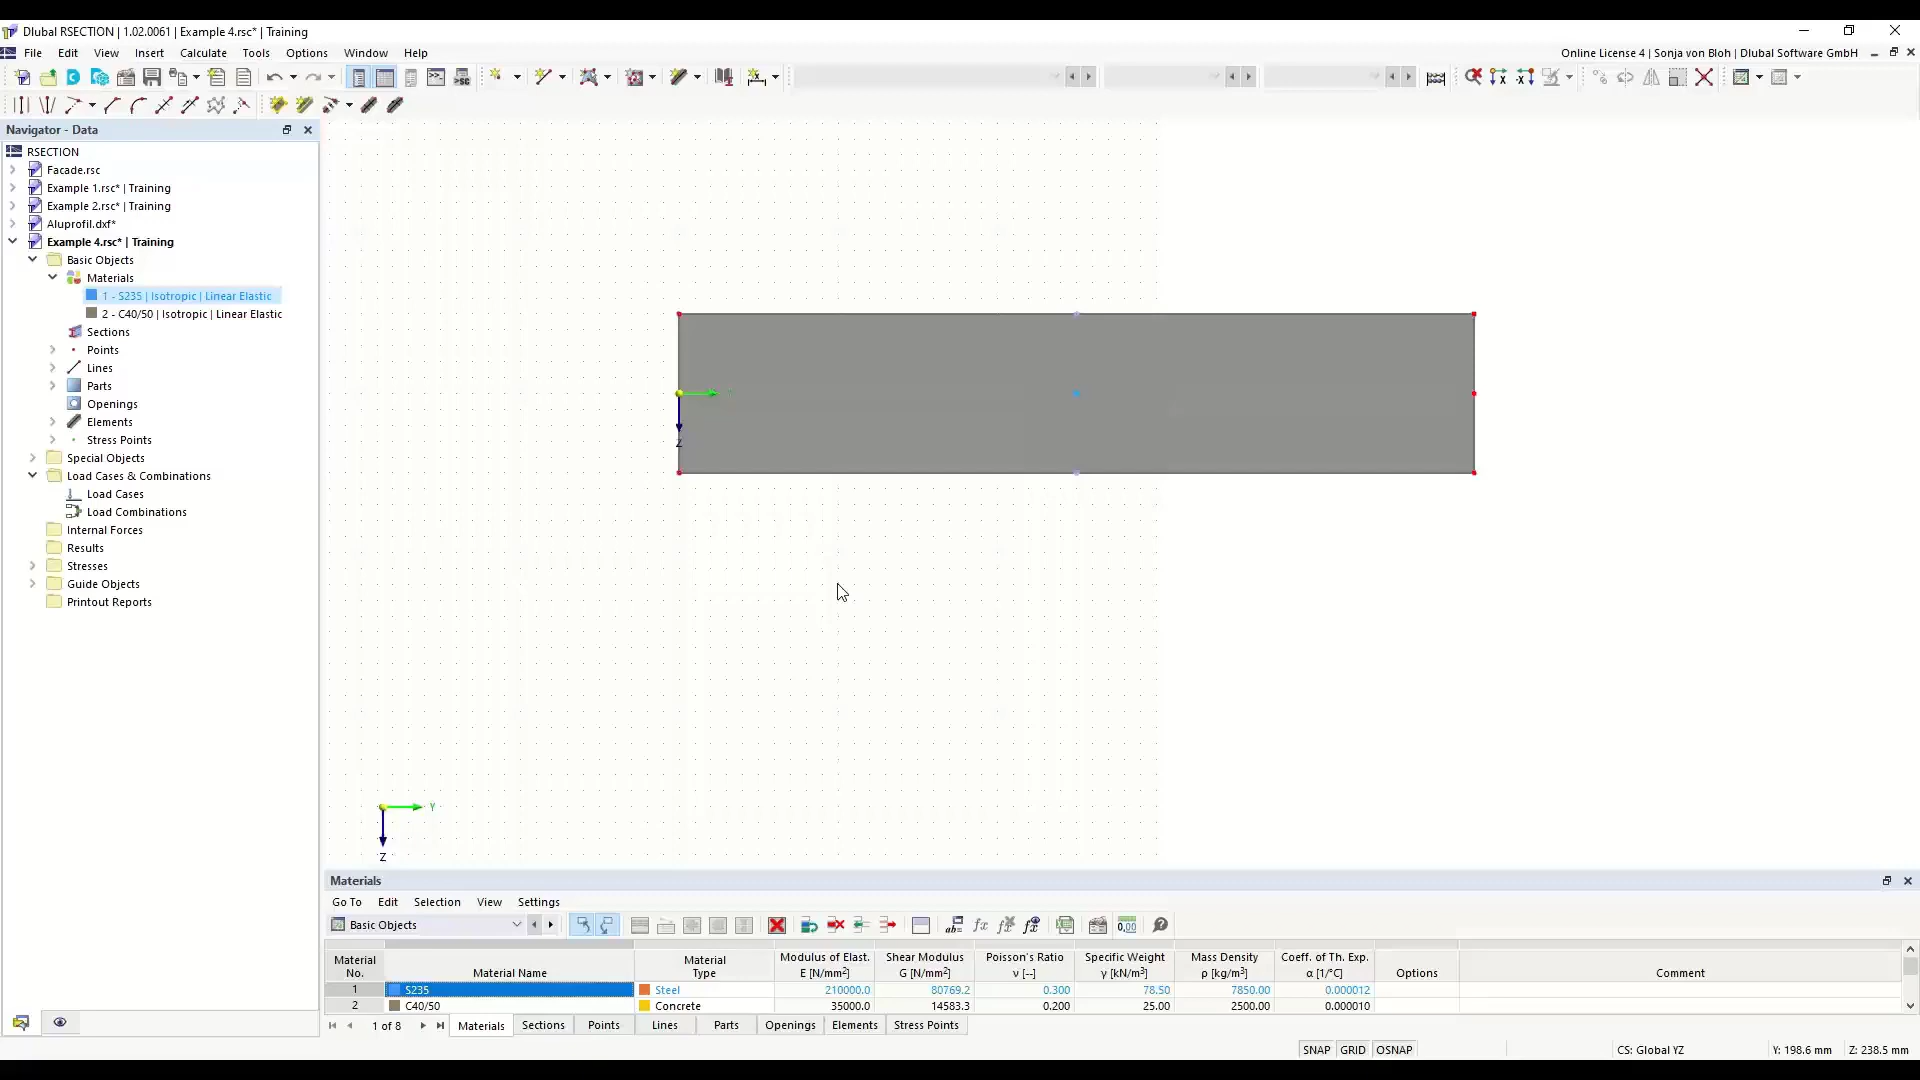 Dlubal RSECTION | 1.02.0061 | Example 4.rsc* | Training
File Edit View Insert Calculate Tools Options Window Help
Online License 4 | Sonja von Bloh | Dlubal Software GmbH
Navigator - Data
RSECTION
Facade.rsc
Example 1.rsc* | Training
Example 2.rsc* | Training
Aluprofil.dxf*
Example 4.rsc* | Training
Basic Objects
Materials
1 - S235 | Isotropic | Linear Elastic
2 - C40/50 | Isotropic | Linear Elastic
Sections
Points
Lines
Parts
Openings
Elements
Stress Points
Special Objects
Load Cases & Combinations
Load Cases
Load Combinations
Internal Forces
Results
Stresses
Guide Objects
Printout Reports
Z
Y
Z
Materials
Go To Edit Selection View Settings
Basic Objects
Material No. Material Name Material Type Modulus of Elast. E [N/mm²] Shear Modulus G [N/mm²] Poisson's Ratio ν [--] Specific Weight γ [kN/m³] Mass Density ρ [kg/m³] Coeff. of Th. Exp. α [1/°C] Options Comment
1 S235 Steel 210000.0 80769.2 0.300 78.50 7850.00 0.000012
2 C40/50 Concrete 35000.0 14583.3 0.200 25.00 2500.00 0.000010
1 of 8 Materials Sections Points Lines Parts Openings Elements Stress Points
SNAP GRID OSNAP CS: Global YZ Y: 198.6 mm Z: 238.5 mm